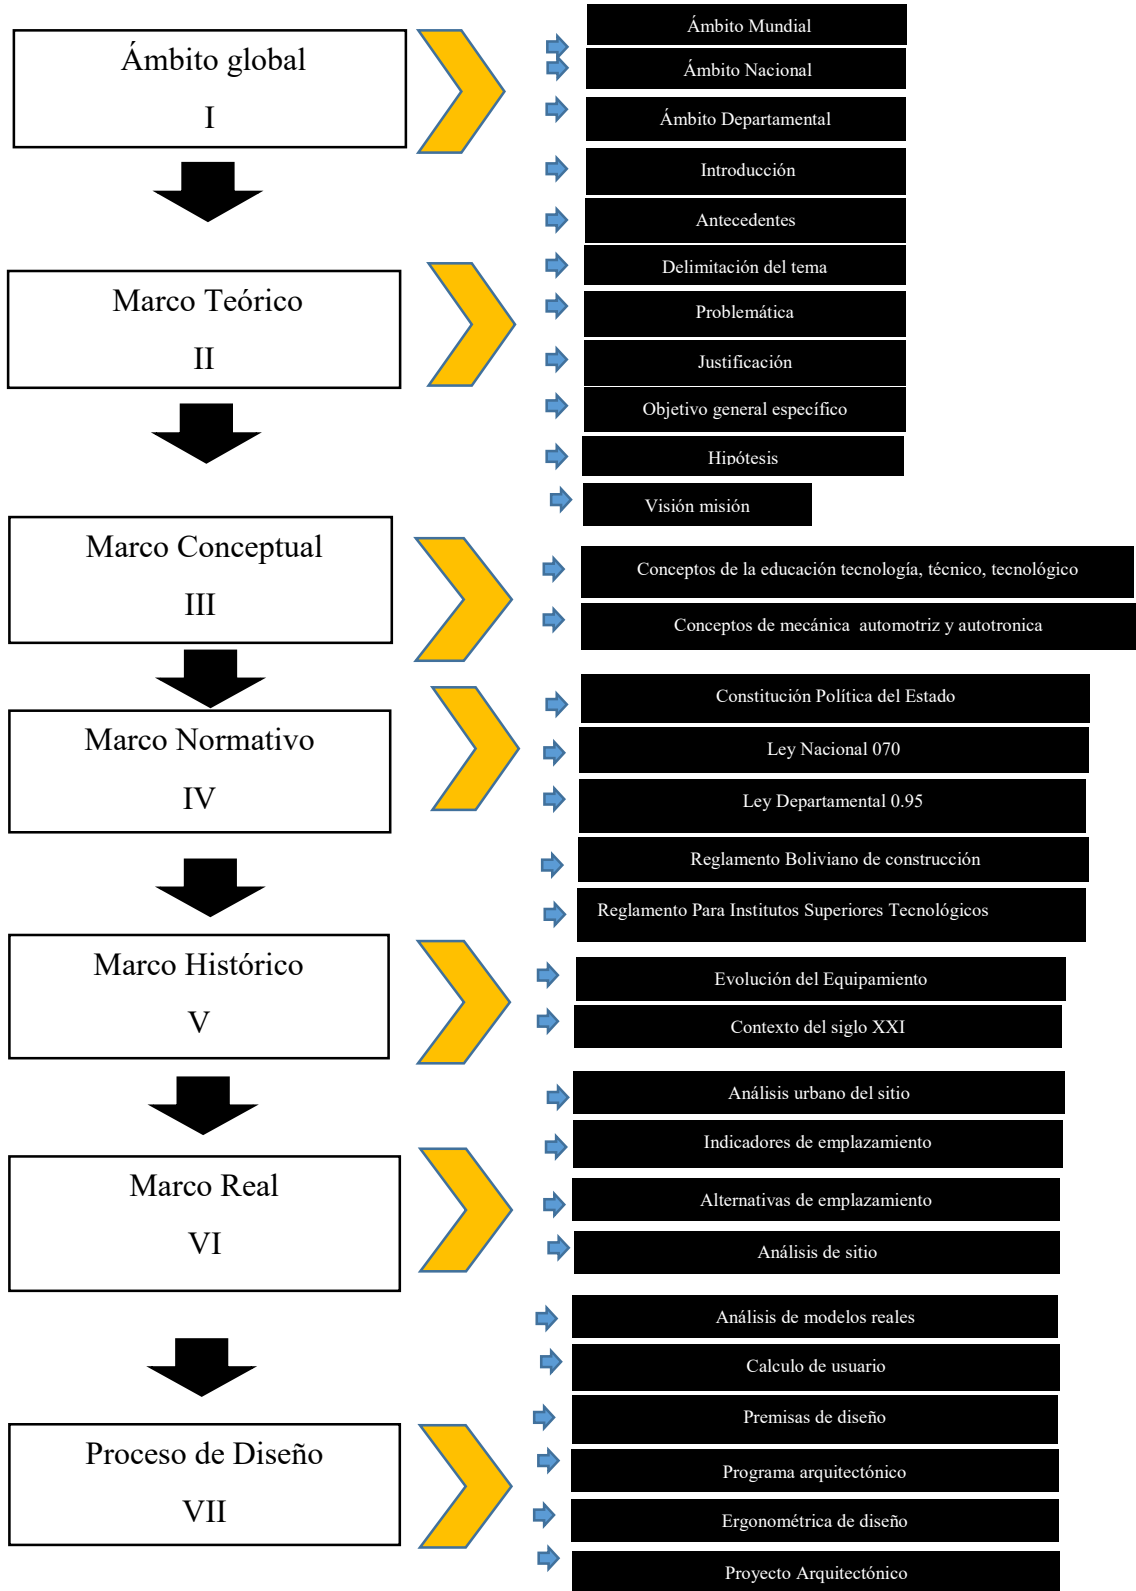 Ámbito global
I
Ámbito Mundial
Ámbito Nacional
Ámbito Departamental
Marco Teórico
II
Introducción
Antecedentes
Delimitación del tema
Problemática
Justificación
Objetivo general específico
Hipótesis
Visión misión
Marco Conceptual
III
Conceptos de la educación tecnología, técnico, tecnológico
Conceptos de mecánica automotriz y autotronica
Marco Normativo
IV
Constitución Política del Estado
Ley Nacional 070
Ley Departamental 0.95
Reglamento Boliviano de construcción
Reglamento Para Institutos Superiores Tecnológicos
Marco Histórico
V
Evolución del Equipamiento
Contexto del siglo XXI
Marco Real
VI
Análisis urbano del sitio
Indicadores de emplazamiento
Alternativas de emplazamiento
Análisis de sitio
Proceso de Diseño
VII
Análisis de modelos reales
Calculo de usuario
Premisas de diseño
Programa arquitectónico
Ergonométrica de diseño
Proyecto Arquitectónico